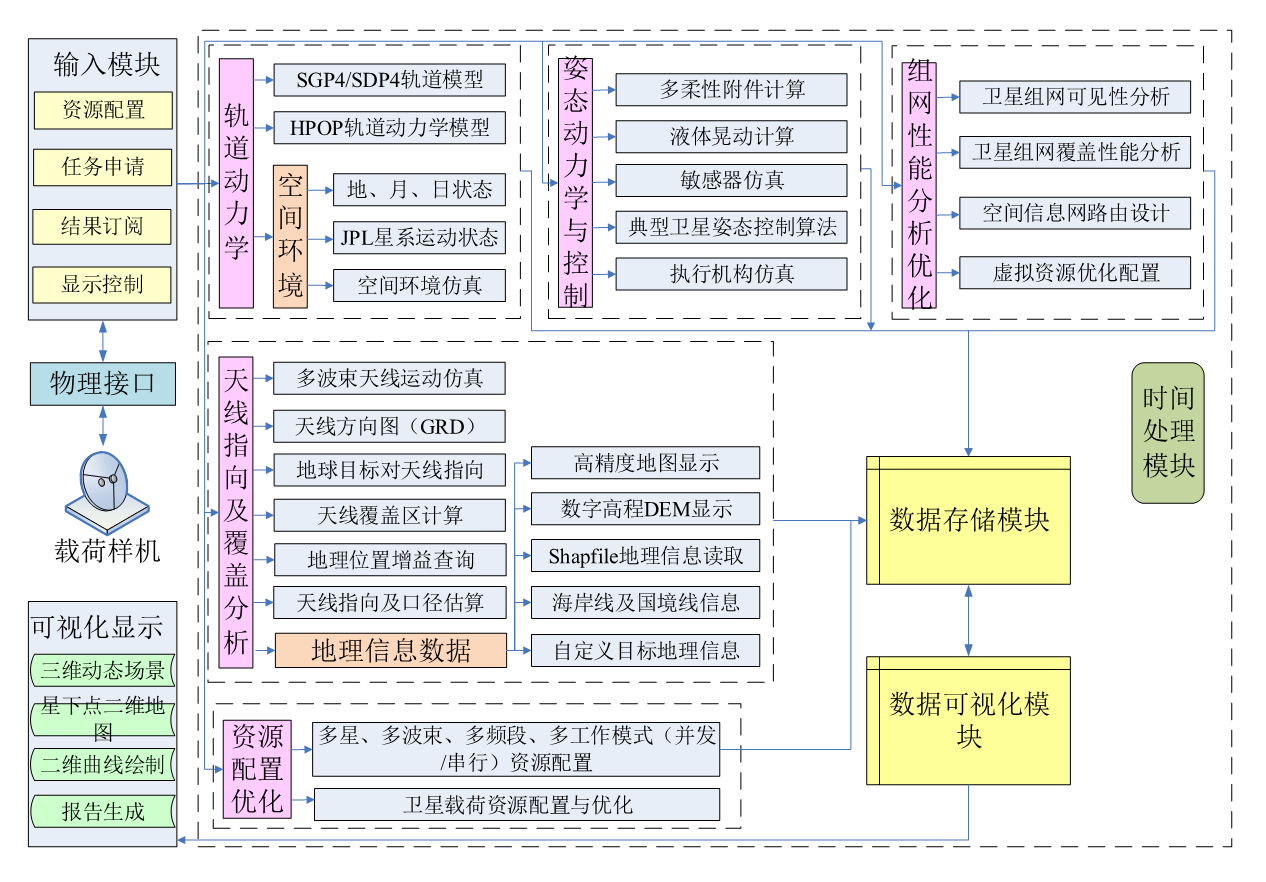 输入模块
资源配置
任务申请
结果订阅
显示控制
物理接口
载荷样机
可视化显示
三维动态场景
星下点二维地
图
二维曲线绘制
报告生成
轨道动力学
SGP4/SDP4轨道模型
HPOP轨道动力学模型
空间环境
地、月、日状态
JPL星系运动状态
空间环境仿真
姿态动力学与控制
多柔性附件计算
液体晃动计算
敏感器仿真
典型卫星姿态控制算法
执行机构仿真
组网性能分析优化
卫星组网可见性分析
卫星组网覆盖性能分析
空间信息网路由设计
虚拟资源优化配置
天线指向及覆盖分析
多波束天线运动仿真
天线方向图（GRD）
地球目标对天线指向
天线覆盖区计算
地理位置增益查询
天线指向及口径估算
地理信息数据
高精度地图显示
数字高程DEM显示
Shapfile地理信息读取
海岸线及国境线信息
自定义目标地理信息
资源
配置
优化
多星、多波束、多频段、多工作模式（并发
/串行）资源配置
卫星载荷资源配置与优化
时间
处理
模块
数据存储模块
数据可视化模
块